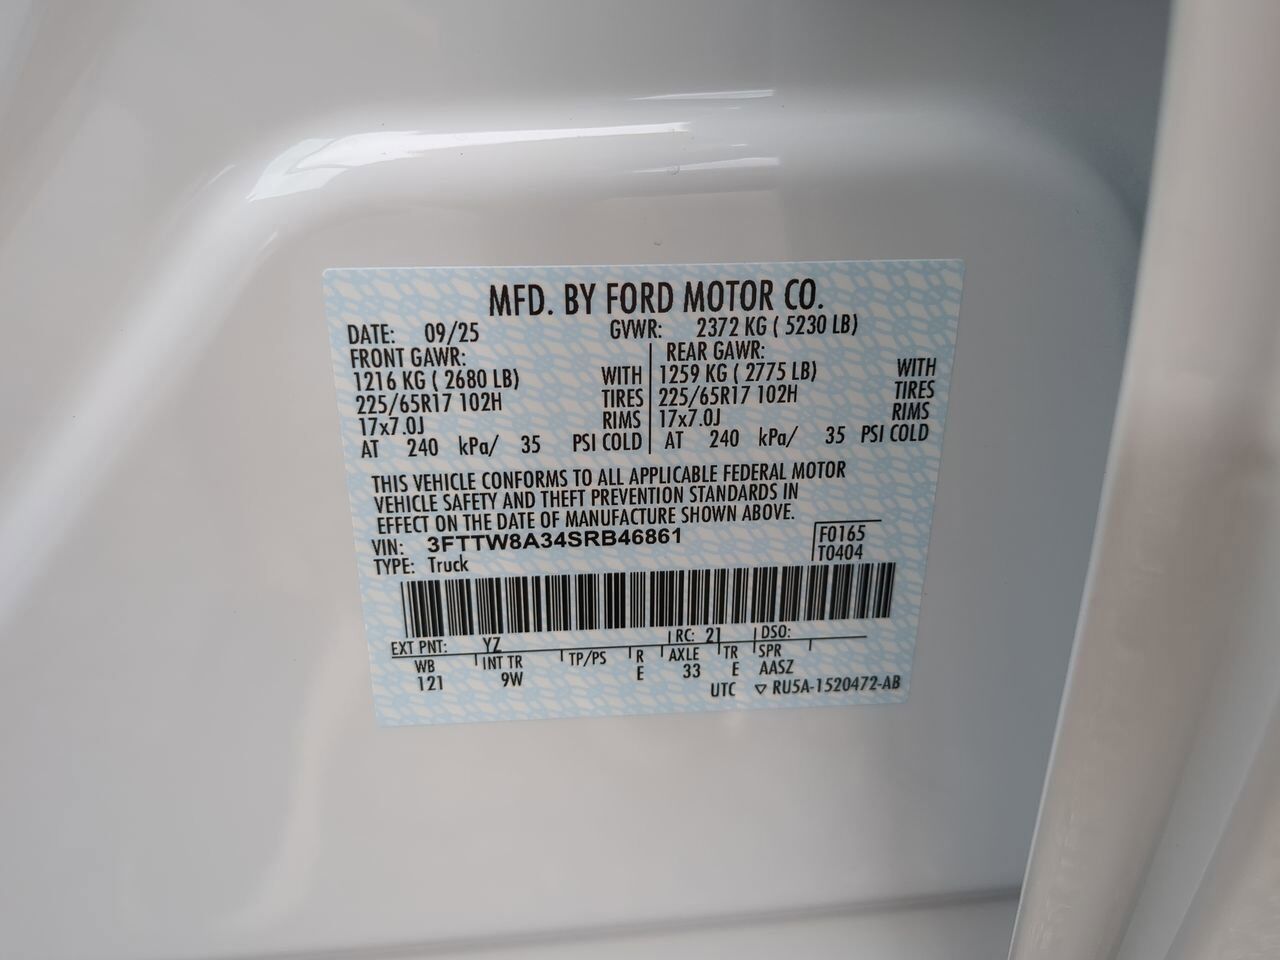 MFD. BY FORD MOTOR CO.
DATE: 09/25 GVWR: 2372 KG ( 5230 LB)
FRONT GAWR: REAR GAWR:
1216 KG ( 2680 LB) WITH 1259 KG ( 2775 LB) WITH
225/65R17 102H TIRES 225/65R17 102H TIRES
17x7.0J RIMS 17x7.0J RIMS
AT 240 kPa/ 35 PSI COLD AT 240 kPa/ 35 PSI COLD
THIS VEHICLE CONFORMS TO ALL APPLICABLE FEDERAL MOTOR
VEHICLE SAFETY AND THEFT PREVENTION STANDARDS IN
EFFECT ON THE DATE OF MANUFACTURE SHOWN ABOVE.
VIN: 3FTTW8A34SRB46861 F0165
TYPE: Truck T0404
EXT PNT: YZ RC: 21 DSO:
WB INT TR TP/PS R AXLE TR SPR
121 9W E 33 E AASZ
UTC ▽ RU5A-1520472-AB